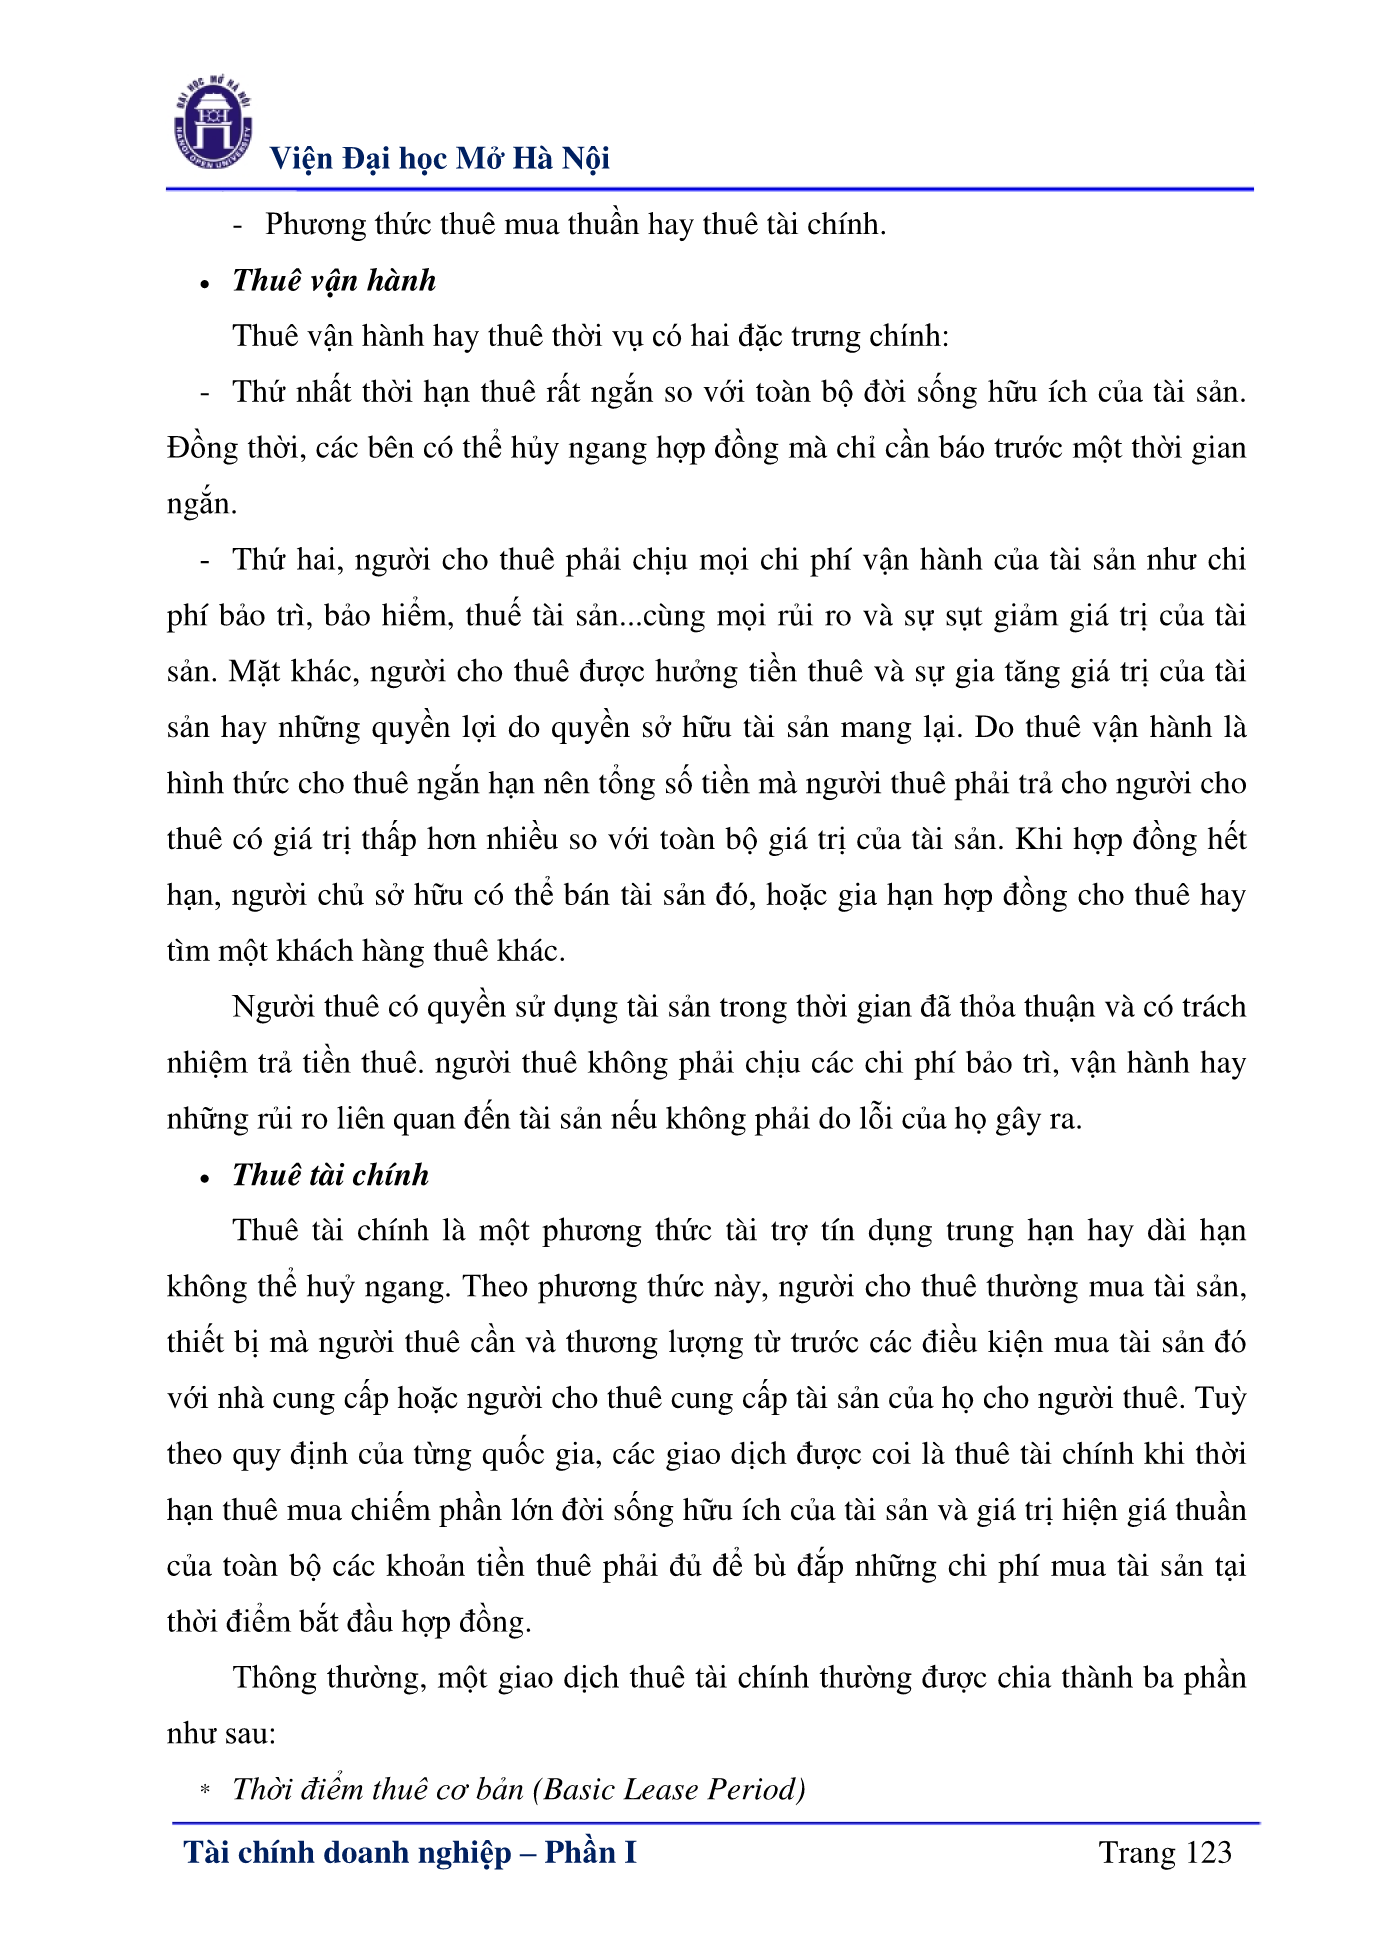 ĐẠI HỌC MỞ HÀ NỘI
HANOI OPEN UNIVERSITY
Viện Đại học Mở Hà Nội
- Phương thức thuê mua thuần hay thuê tài chính.
• Thuê vận hành
Thuê vận hành hay thuê thời vụ có hai đặc trưng chính:
- Thứ nhất thời hạn thuê rất ngắn so với toàn bộ đời sống hữu ích của tài sản.
Đồng thời, các bên có thể hủy ngang hợp đồng mà chỉ cần báo trước một thời gian
ngắn.
- Thứ hai, người cho thuê phải chịu mọi chi phí vận hành của tài sản như chi
phí bảo trì, bảo hiểm, thuế tài sản...cùng mọi rủi ro và sự sụt giảm giá trị của tài
sản. Mặt khác, người cho thuê được hưởng tiền thuê và sự gia tăng giá trị của tài
sản hay những quyền lợi do quyền sở hữu tài sản mang lại. Do thuê vận hành là
hình thức cho thuê ngắn hạn nên tổng số tiền mà người thuê phải trả cho người cho
thuê có giá trị thấp hơn nhiều so với toàn bộ giá trị của tài sản. Khi hợp đồng hết
hạn, người chủ sở hữu có thể bán tài sản đó, hoặc gia hạn hợp đồng cho thuê hay
tìm một khách hàng thuê khác.
Người thuê có quyền sử dụng tài sản trong thời gian đã thỏa thuận và có trách
nhiệm trả tiền thuê. người thuê không phải chịu các chi phí bảo trì, vận hành hay
những rủi ro liên quan đến tài sản nếu không phải do lỗi của họ gây ra.
• Thuê tài chính
Thuê tài chính là một phương thức tài trợ tín dụng trung hạn hay dài hạn
không thể huỷ ngang. Theo phương thức này, người cho thuê thường mua tài sản,
thiết bị mà người thuê cần và thương lượng từ trước các điều kiện mua tài sản đó
với nhà cung cấp hoặc người cho thuê cung cấp tài sản của họ cho người thuê. Tuỳ
theo quy định của từng quốc gia, các giao dịch được coi là thuê tài chính khi thời
hạn thuê mua chiếm phần lớn đời sống hữu ích của tài sản và giá trị hiện giá thuần
của toàn bộ các khoản tiền thuê phải đủ để bù đắp những chi phí mua tài sản tại
thời điểm bắt đầu hợp đồng.
Thông thường, một giao dịch thuê tài chính thường được chia thành ba phần
như sau:
* Thời điểm thuê cơ bản (Basic Lease Period)
Tài chính doanh nghiệp – Phần I Trang 123